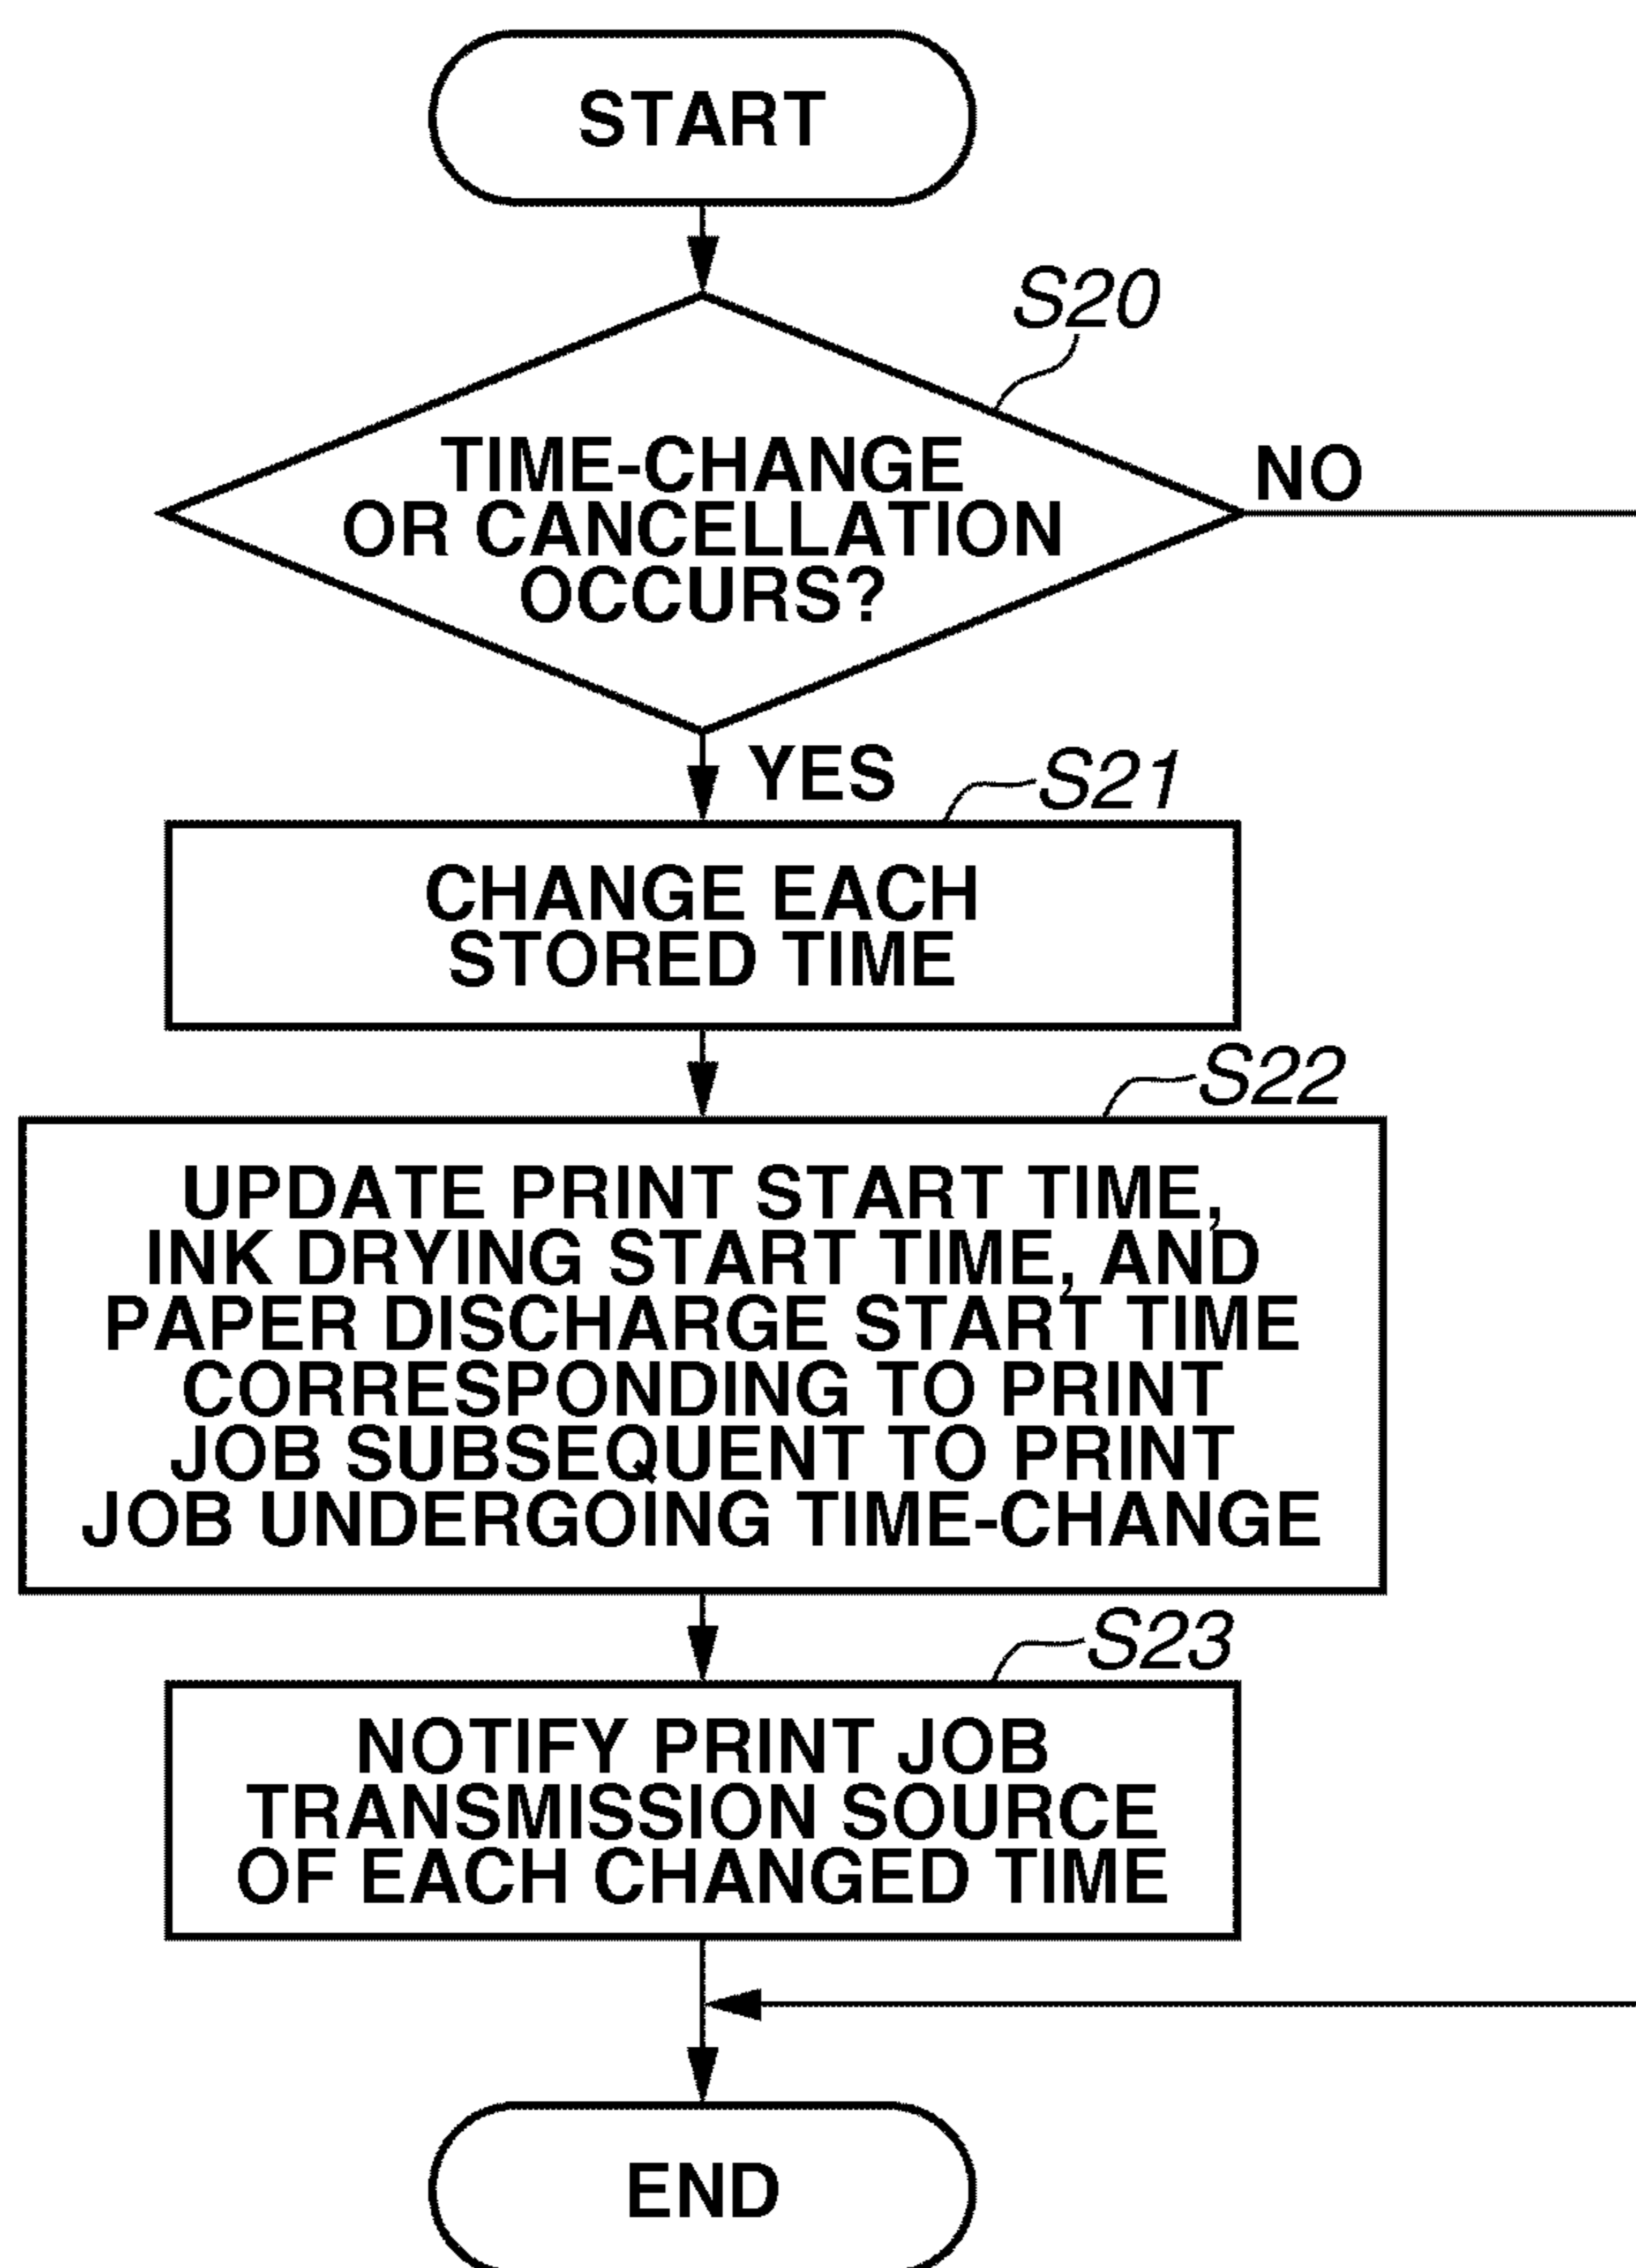 START
S20
TIME-CHANGE
OR CANCELLATION
OCCURS?
NO
YES
S21
CHANGE EACH
STORED TIME
S22
UPDATE PRINT START TIME,
INK DRYING START TIME, AND
PAPER DISCHARGE START TIME
CORRESPONDING TO PRINT
JOB SUBSEQUENT TO PRINT
JOB UNDERGOING TIME-CHANGE
S23
NOTIFY PRINT JOB
TRANSMISSION SOURCE
OF EACH CHANGED TIME
END